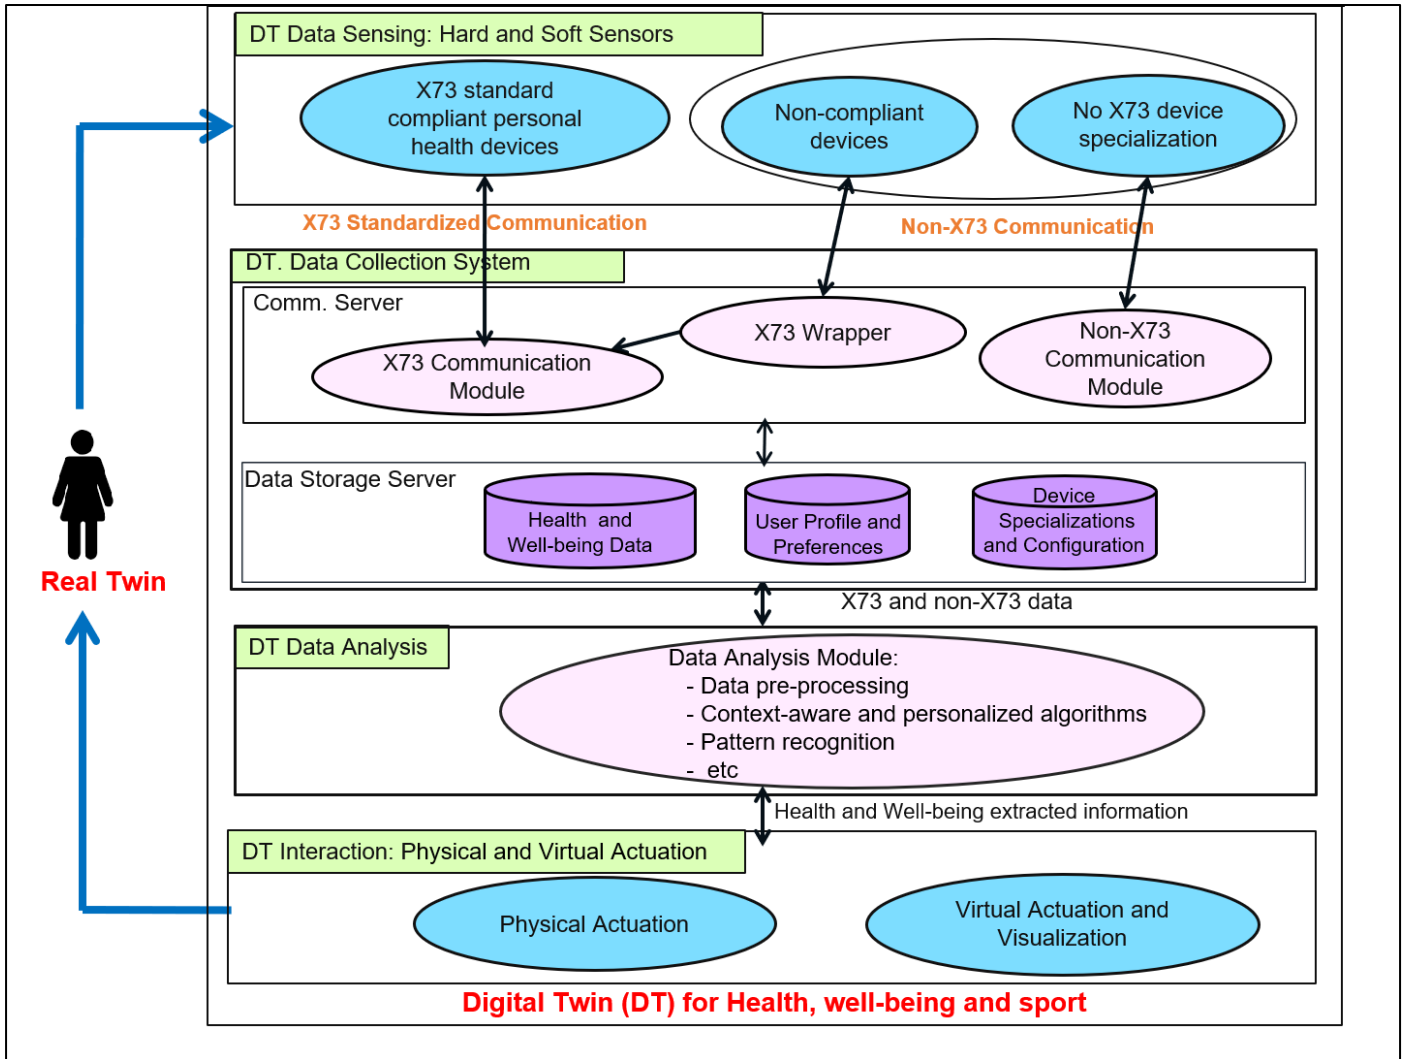 DT Data Sensing: Hard and Soft Sensors
X73 standard
compliant personal
health devices
Non-compliant
devices
No X73 device
specialization
X73 Standardized Communication
Non-X73 Communication
DT. Data Collection System
Comm. Server
X73 Communication
Module
X73 Wrapper
Non-X73
Communication
Module
Data Storage Server
Health and
Well-being Data
User Profile and
Preferences
Device
Specializations
and Configuration
Real Twin
X73 and non-X73 data
DT Data Analysis
Data Analysis Module:
- Data pre-processing
- Context-aware and personalized algorithms
- Pattern recognition
- etc
Health and Well-being extracted information
DT Interaction: Physical and Virtual Actuation
Physical Actuation
Virtual Actuation and
Visualization
Digital Twin (DT) for Health, well-being and sport